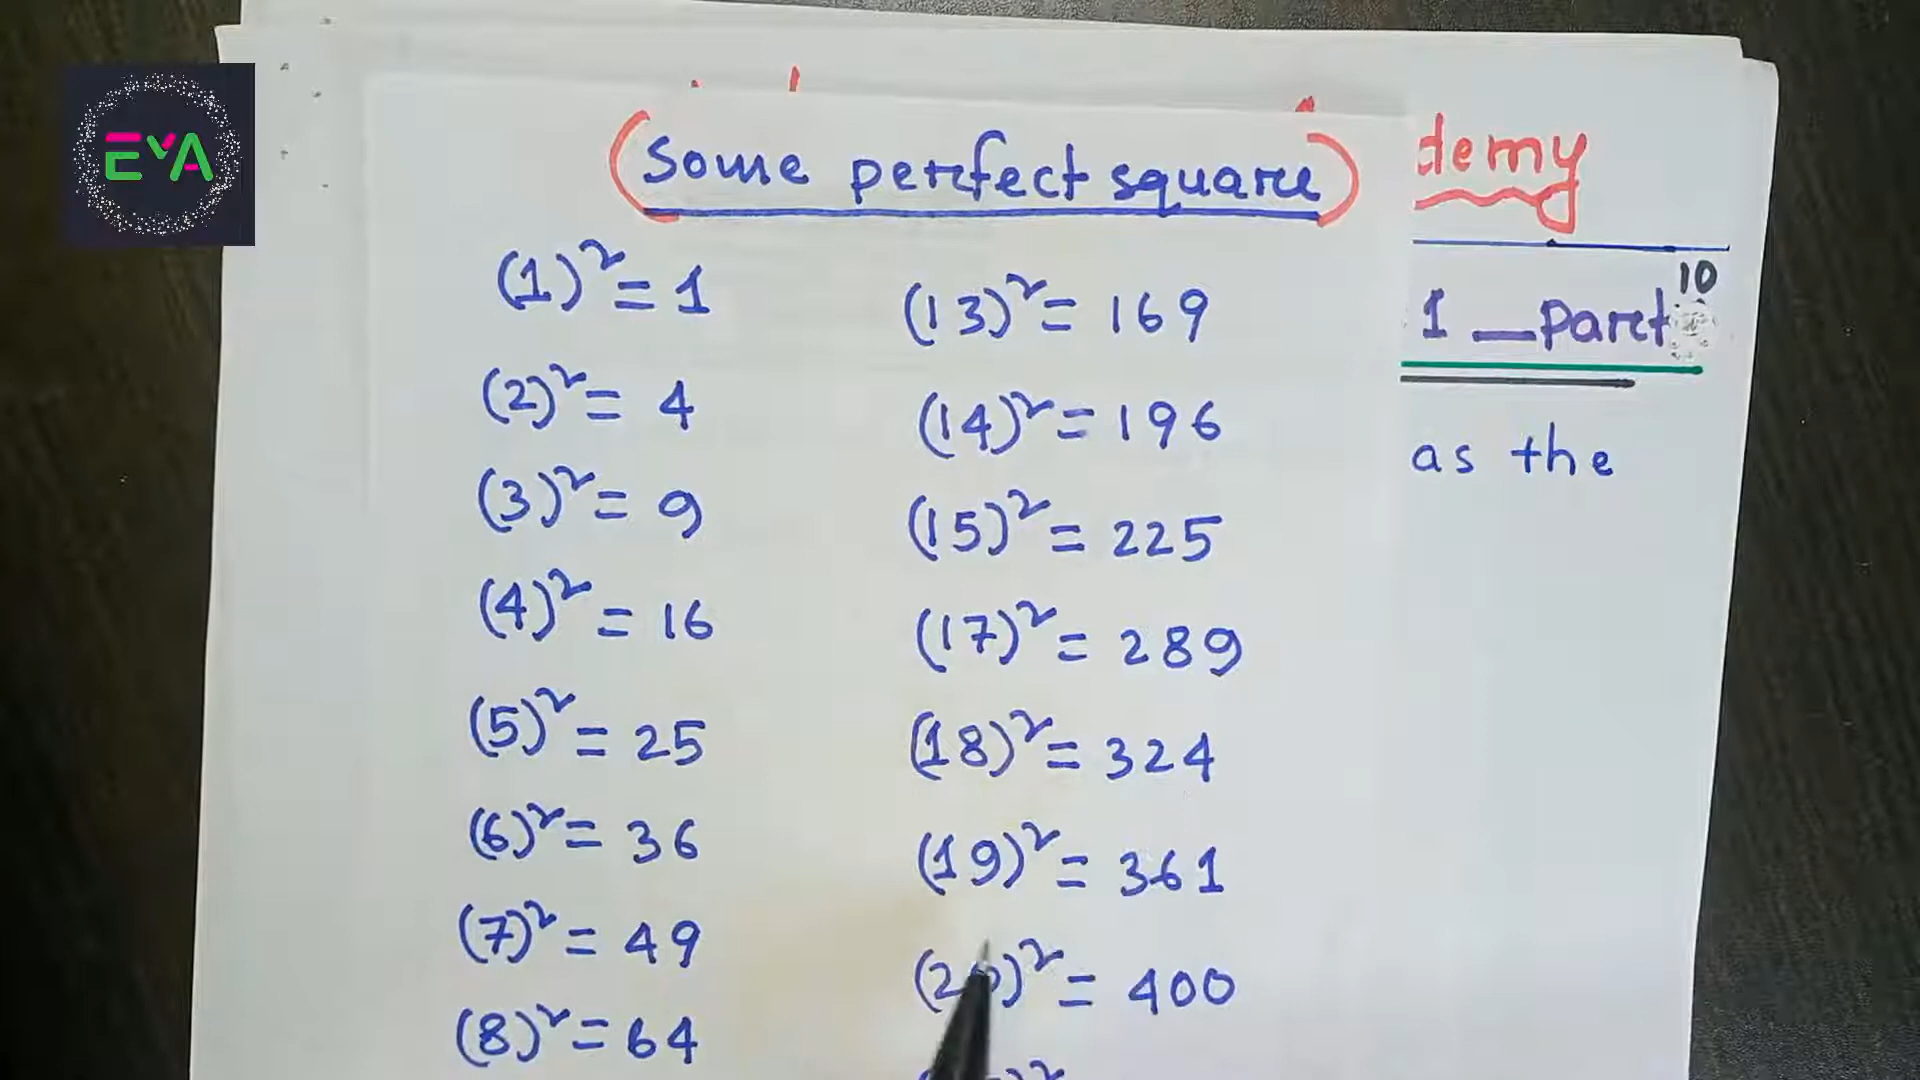 EYA
(Some perfect square)
demy
(1)² = 1
(2)² = 4
(3)² = 9
(4)² = 16
(5)² = 25
(6)² = 36
(7)² = 49
(8)² = 64
(13)² = 169
(14)² = 196
(15)² = 225
(17)² = 289
(18)² = 324
(19)² = 361
(20)² = 400
10
1 _ part
as the